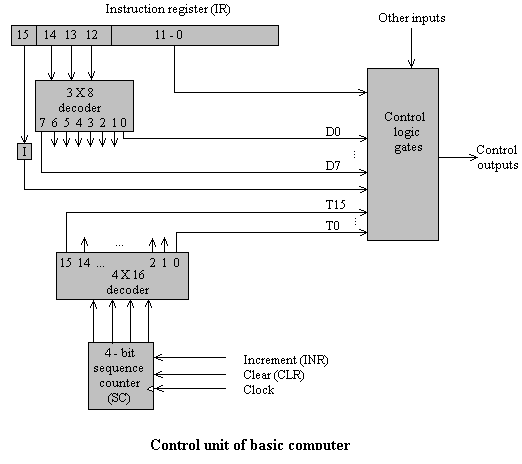 Instruction register (IR)
Other inputs
15 14 13 12 11 - 0
3 X 8
decoder
7 6 5 4 3 2 1 0
Control
logic
gates
D0
...
D7
I
Control
outputs
T15
...
T0
...
15 14 ... 2 1 0
4 X 16
decoder
4 - bit
sequence
counter
(SC)
Increment (INR)
Clear (CLR)
Clock
Control unit of basic computer